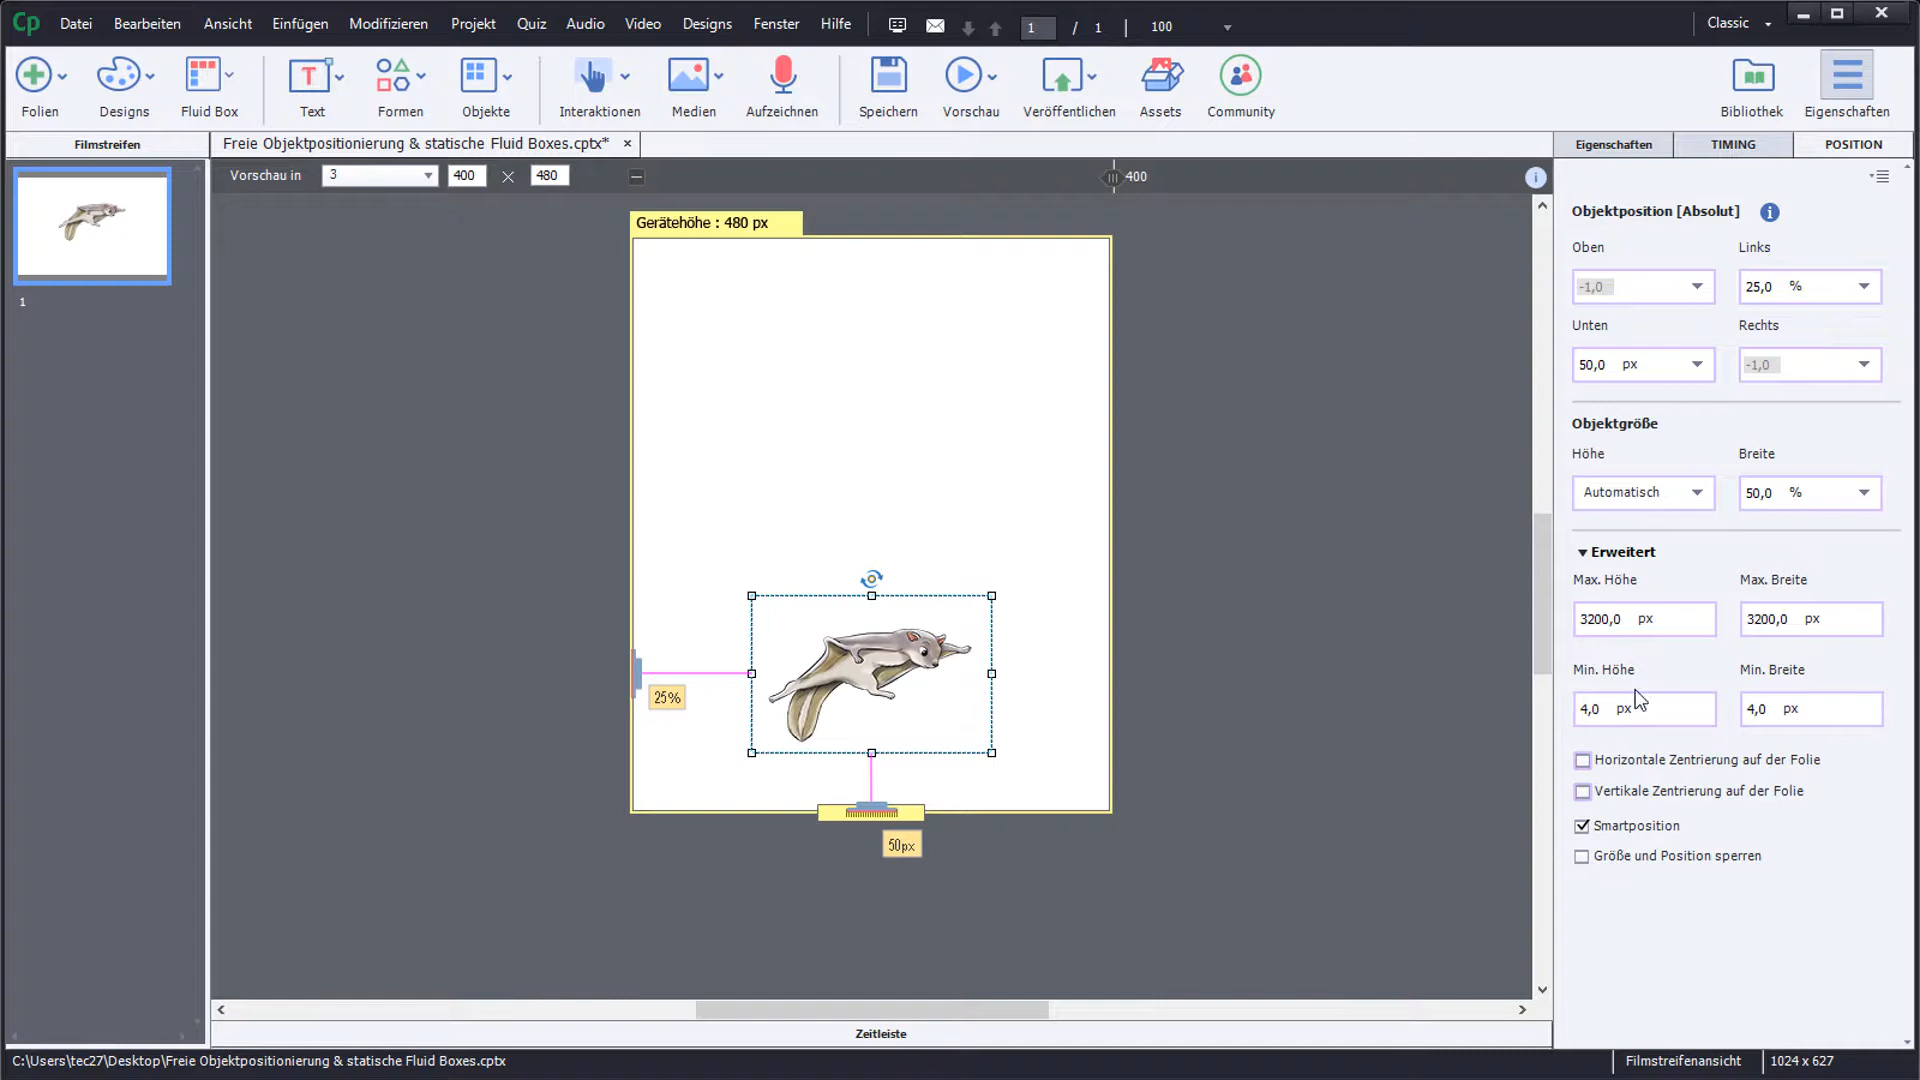 Cp Datei Bearbeiten Ansicht Einfügen Modifizieren Projekt Quiz Audio Video Designs Fenster Hilfe 1 / 1 100 Classic
Folien Designs Fluid Box Text Formen Objekte Interaktionen Medien Aufzeichnen Speichern Vorschau Veröffentlichen Assets Community Bibliothek Eigenschaften
Filmstreifen Freie Objektpositionierung & statische Fluid Boxes.cptx* × Eigenschaften TIMING POSITION
Vorschau in 3 400 × 480 400
Gerätehöhe : 480 px
1
25%
50px
Objektposition [Absolut]
Oben Links
-1,0 25,0 %
Unten Rechts
50,0 px -1,0
Objektgröße
Höhe Breite
Automatisch 50,0 %
Erweitert
Max. Höhe Max. Breite
3200,0 px 3200,0 px
Min. Höhe Min. Breite
4,0 px 4,0 px
Horizontale Zentrierung auf der Folie
Vertikale Zentrierung auf der Folie
Smartposition
Größe und Position sperren
Zeitleiste
C:\Users\tec27\Desktop\Freie Objektpositionierung & statische Fluid Boxes.cptx Filmstreifenansicht 1024 x 627